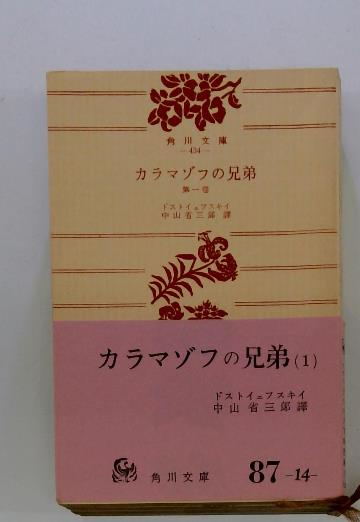 角川文庫
—434—
カラマゾフの兄弟
第一巻
ドストイェフスキイ
中山省三郎譯
カラマゾフの兄弟(1)
ドストイェフスキイ
中山省三郎譯
角川文庫
87-14-